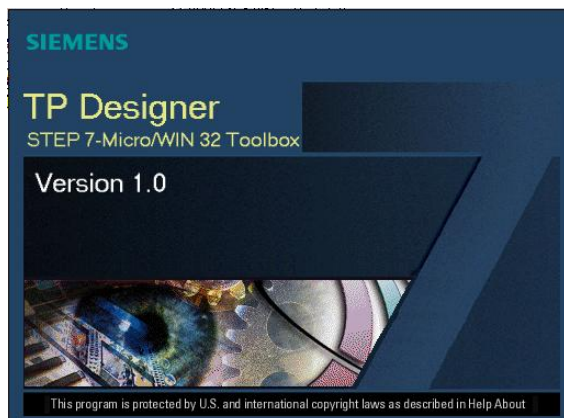 SIEMENS
TP Designer
STEP 7-Micro/WIN 32 Toolbox
Version 1.0
This program is protected by U.S. and international copyright laws as described in Help About